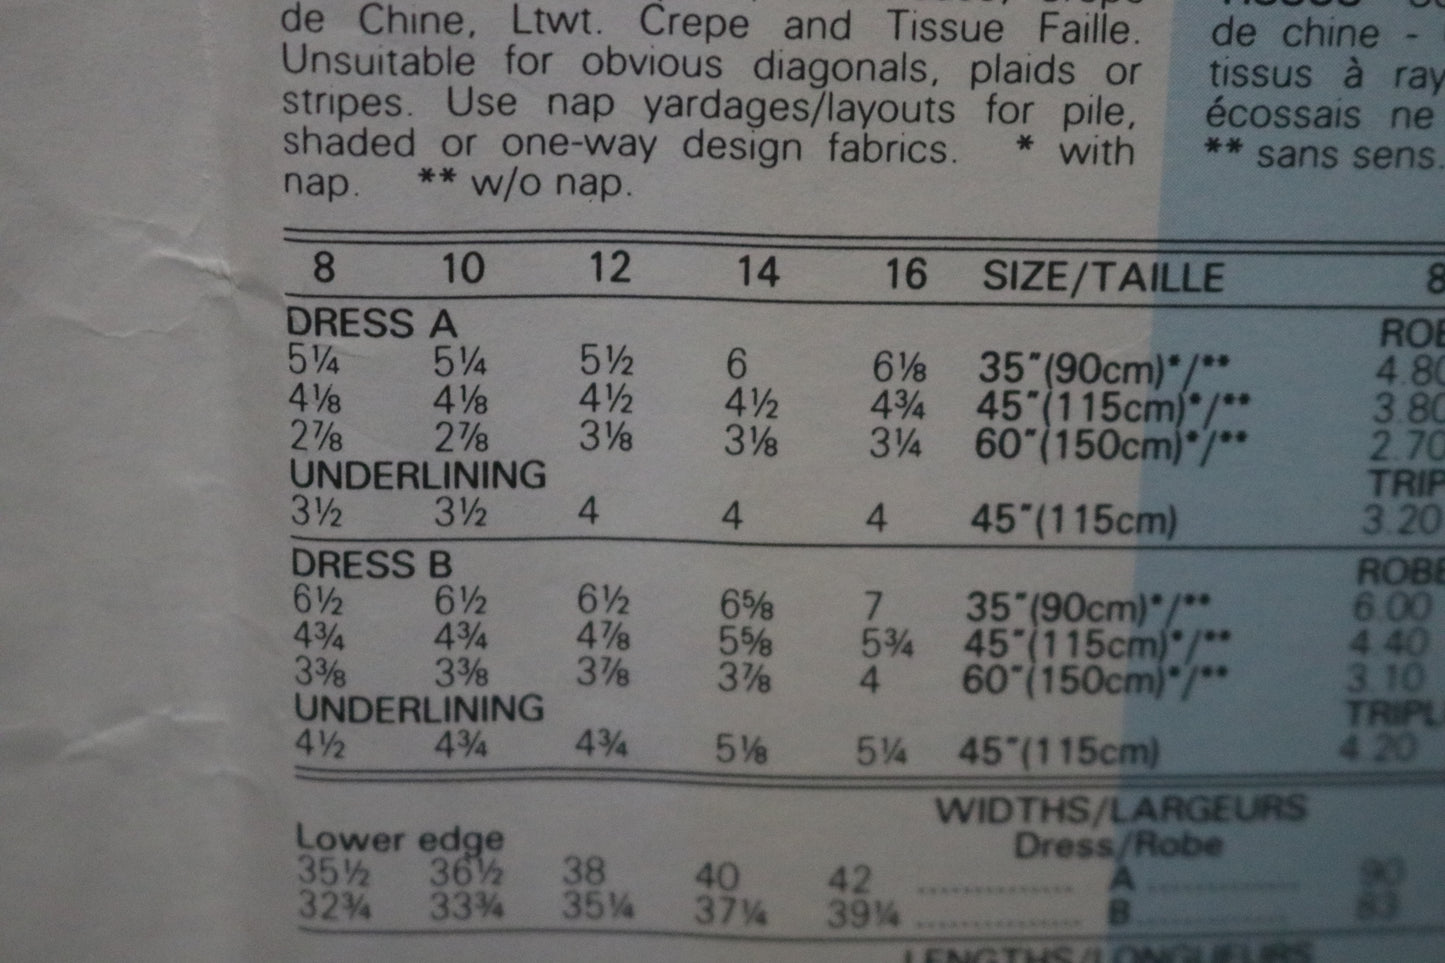 de Chine, Ltwt. Crepe and Tissue Faille.
Unsuitable for obvious diagonals, plaids or
stripes. Use nap yardages/layouts for pile,
shaded or one-way design fabrics. * with
nap. ** w/o nap.
de chine -
tissus à ray
écossais ne
** sans sens.
8 10 12 14 16 SIZE/TAILLE 8
DRESS A ROB
5¼ 5¼ 5½ 6 6⅛ 35"(90cm)*/** 4.80
4⅛ 4⅛ 4½ 4½ 4¾ 45"(115cm)*/** 3.80
2⅞ 2⅞ 3⅛ 3⅛ 3¼ 60"(150cm)*/** 2.70
UNDERLINING TRIP
3½ 3½ 4 4 4 45"(115cm) 3.20
DRESS B ROBE
6½ 6½ 6½ 6⅝ 7 35"(90cm)*/** 6.00
4¾ 4¾ 4⅞ 5⅝ 5¾ 45"(115cm)*/** 4.40
3⅜ 3⅜ 3⅞ 3⅞ 4 60"(150cm)*/** 3.10
UNDERLINING TRIPL
4½ 4¾ 4¾ 5⅛ 5¼ 45"(115cm) 4.20
WIDTHS/LARGEURS
Lower edge Dress/Robe
35½ 36½ 38 40 42 A 90
32¾ 33¾ 35¼ 37¼ 39¼ B 83
LENGTHS/LONGUEURS